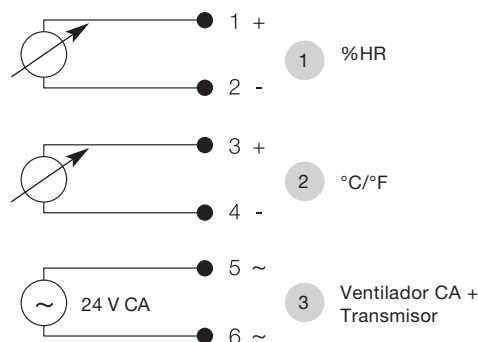 1 +
1 %HR
2 -
3 +
2 °C/°F
4 -
5 ~
~ 24 V CA
3 Ventilador CA +
Transmisor
6 ~